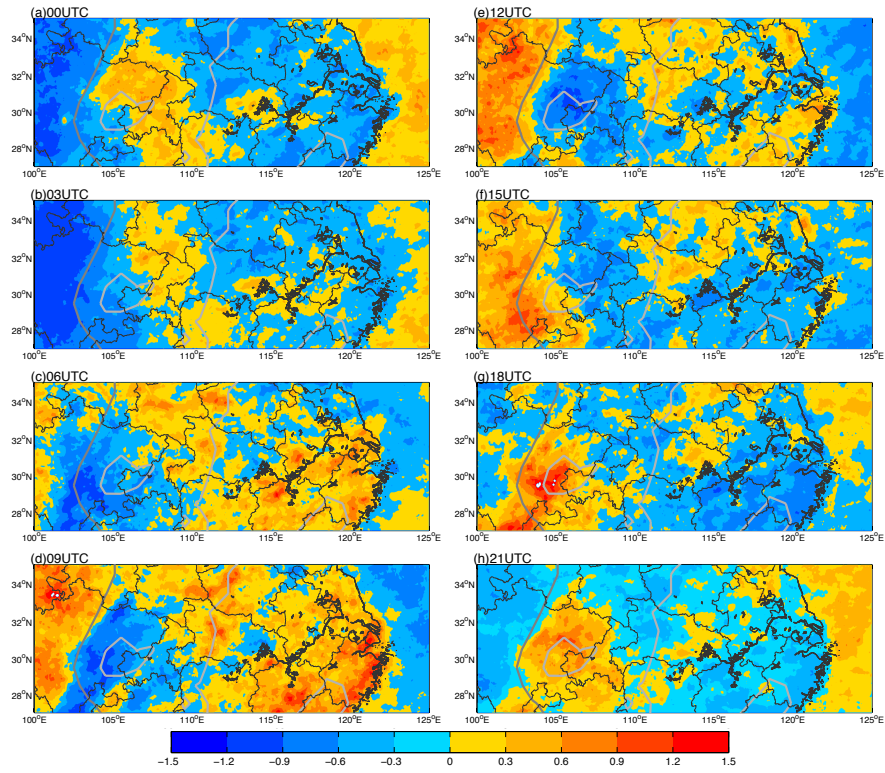 (a)00UTC
34°N
32°N
30°N
28°N
100°E 105°E 110°E 115°E 120°E 125°E
(b)03UTC
34°N
32°N
30°N
28°N
100°E 105°E 110°E 115°E 120°E 125°E
(c)06UTC
34°N
32°N
30°N
28°N
100°E 105°E 110°E 115°E 120°E 125°E
(d)09UTC
34°N
32°N
30°N
28°N
100°E 105°E 110°E 115°E 120°E 125°E
(e)12UTC
34°N
32°N
30°N
28°N
100°E 105°E 110°E 115°E 120°E 125°E
(f)15UTC
34°N
32°N
30°N
28°N
100°E 105°E 110°E 115°E 120°E 125°E
(g)18UTC
34°N
32°N
30°N
28°N
100°E 105°E 110°E 115°E 120°E 125°E
(h)21UTC
34°N
32°N
30°N
28°N
100°E 105°E 110°E 115°E 120°E 125°E
−1.5 −1.2 −0.9 −0.6 −0.3 0 0.3 0.6 0.9 1.2 1.5